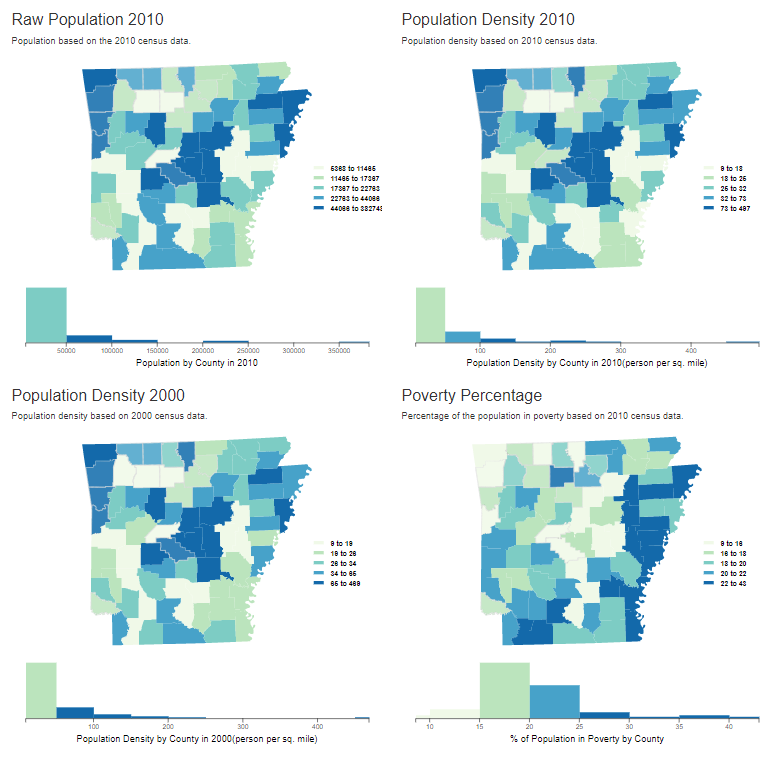 Raw Population 2010
Population based on the 2010 census data.
5368 to 11465
11465 to 17367
17367 to 22763
22763 to 44066
44066 to 382748
50000 100000 150000 200000 250000 300000 350000
Population by County in 2010
Population Density 2010
Population density based on 2010 census data.
9 to 18
18 to 25
25 to 32
32 to 73
73 to 497
100 200 300 400
Population Density by County in 2010(person per sq. mile)
Population Density 2000
Population density based on 2000 census data.
9 to 19
19 to 26
26 to 34
34 to 65
65 to 469
100 200 300 400
Population Density by County in 2000(person per sq. mile)
Poverty Percentage
Percentage of the population in poverty based on 2010 census data.
9 to 16
16 to 18
18 to 20
20 to 22
22 to 43
10 15 20 25 30 35 40
% of Population in Poverty by County